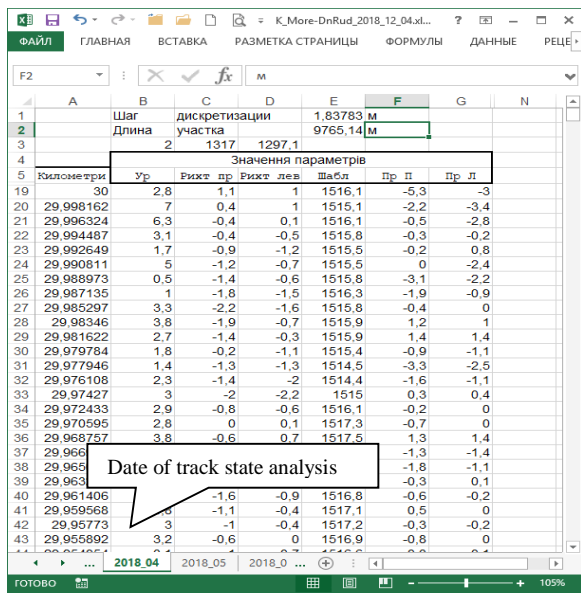 K_More-DnRud_2018_12_04.xl...
ФАЙЛ ГЛАВНАЯ ВСТАВКА РАЗМЕТКА СТРАНИЦЫ ФОРМУЛЫ ДАННЫЕ РЕЦЕ
F2 fx м
A B C D E F G N
1 Шаг дискретизации 1,83783 м
2 Длина участка 9765,14 м
3 2 1317 1297,1
4 Значення параметрів
5 Километри Ур Рихт пр Рихт лев Шабл Пр П Пр Л
19 30 2,8 1,1 1 1516,1 -5,3 -3
20 29,998162 7 0,4 1 1515,1 -2,2 -3,4
21 29,996324 6,3 -0,4 0,1 1516,1 -0,5 -2,8
22 29,994487 3,1 -0,4 -0,5 1515,8 -0,3 -0,2
23 29,992649 1,7 -0,9 -1,2 1515,5 -0,2 0,8
24 29,990811 5 -1,2 -0,7 1515,5 0 -2,4
25 29,988973 0,5 -1,4 -0,6 1515,8 -3,1 -2,2
26 29,987135 1 -1,8 -1,5 1516,3 -1,9 -0,9
27 29,985297 3,3 -2,2 -1,6 1515,8 -0,4 0
28 29,98346 3,8 -1,9 -0,7 1515,9 1,2 1
29 29,981622 2,7 -1,4 -0,3 1515,9 1,4 1,4
30 29,979784 1,8 -0,2 -1,1 1515,4 -0,9 -1,1
31 29,977946 1,4 -1,3 -1,3 1514,5 -3,3 -2,5
32 29,976108 2,3 -1,4 -2 1514,4 -1,6 -1,1
33 29,97427 3 -2 -2,2 1515 0,3 0,4
34 29,972433 2,9 -0,8 -0,6 1516,1 -0,2 0
35 29,970595 2,8 0 0,1 1517,3 -0,7 0
36 29,968757 3,8 -0,6 0,7 1517,5 1,3 1,4
37 29,966 -1,3 -1,4
38 29,965 -1,8 -1,1
39 29,963 -0,3 0,1
Date of track state analysis
40 29,961406 -1,6 -0,9 1516,8 -0,6 -0,2
41 29,959568 -1,1 -0,4 1517,1 0,5 0
42 29,95773 3 -1 -0,4 1517,2 -0,3 -0,2
43 29,955892 3,2 -0,6 0 1516,9 -0,8 0
... 2018_04 2018_05 2018_0 ...
ГОТОВО 105%